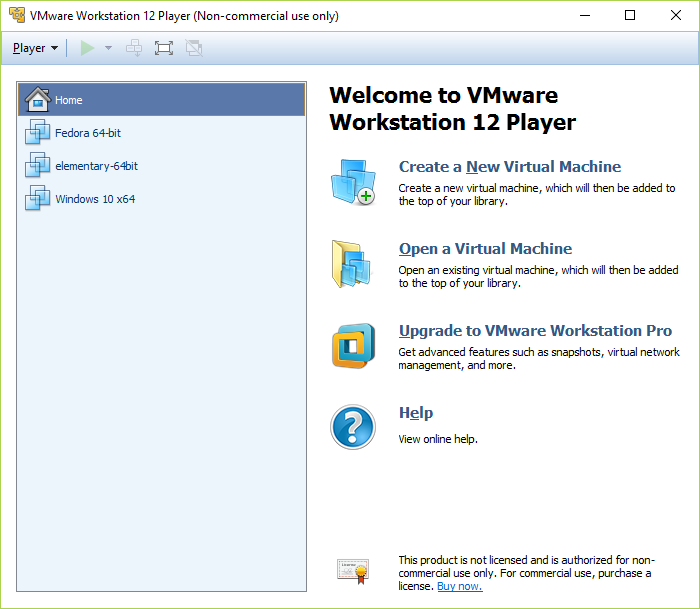 VMware Workstation 12 Player (Non-commercial use only)
Player
Home
Fedora 64-bit
elementary-64bit
Windows 10 x64
Welcome to VMware
Workstation 12 Player
Create a New Virtual Machine
Create a new virtual machine, which will then be added to
the top of your library.
Open a Virtual Machine
Open an existing virtual machine, which will then be added
to the top of your library.
Upgrade to VMware Workstation Pro
Get advanced features such as snapshots, virtual network
management, and more.
Help
View online help.
This product is not licensed and is authorized for non-
commercial use only. For commercial use, purchase a
license. Buy now.